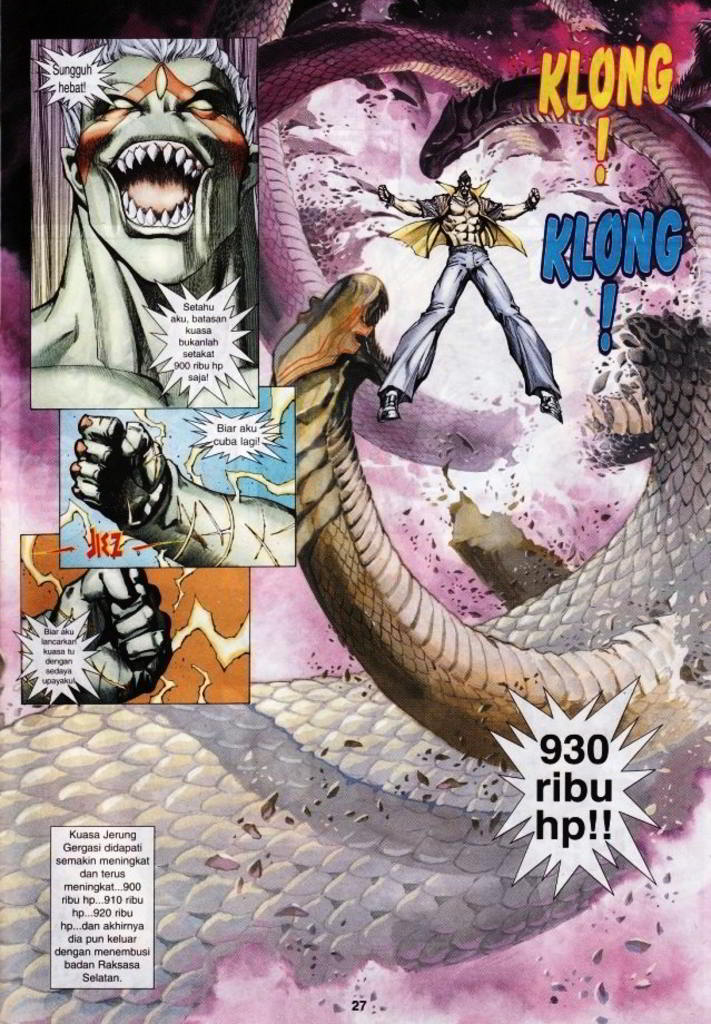 Sungguh
hebat!
KLONG
!
KLONG
!
Setahu
aku, batasan
kuasa
bukanlah
setakat
900 ribu hp
saja!
Biar aku
cuba lagi!
JIEZ
Biar aku
lancarkan
kuasa tu
dengan
sedaya
upayaku!
930
ribu
hp!!
Kuasa Jerung
Gergasi didapati
semakin meningkat
dan terus
meningkat...900
ribu hp...910 ribu
hp...920 ribu
hp...dan akhirnya
dia pun keluar
dengan menembusi
badan Raksasa
Selatan.
27